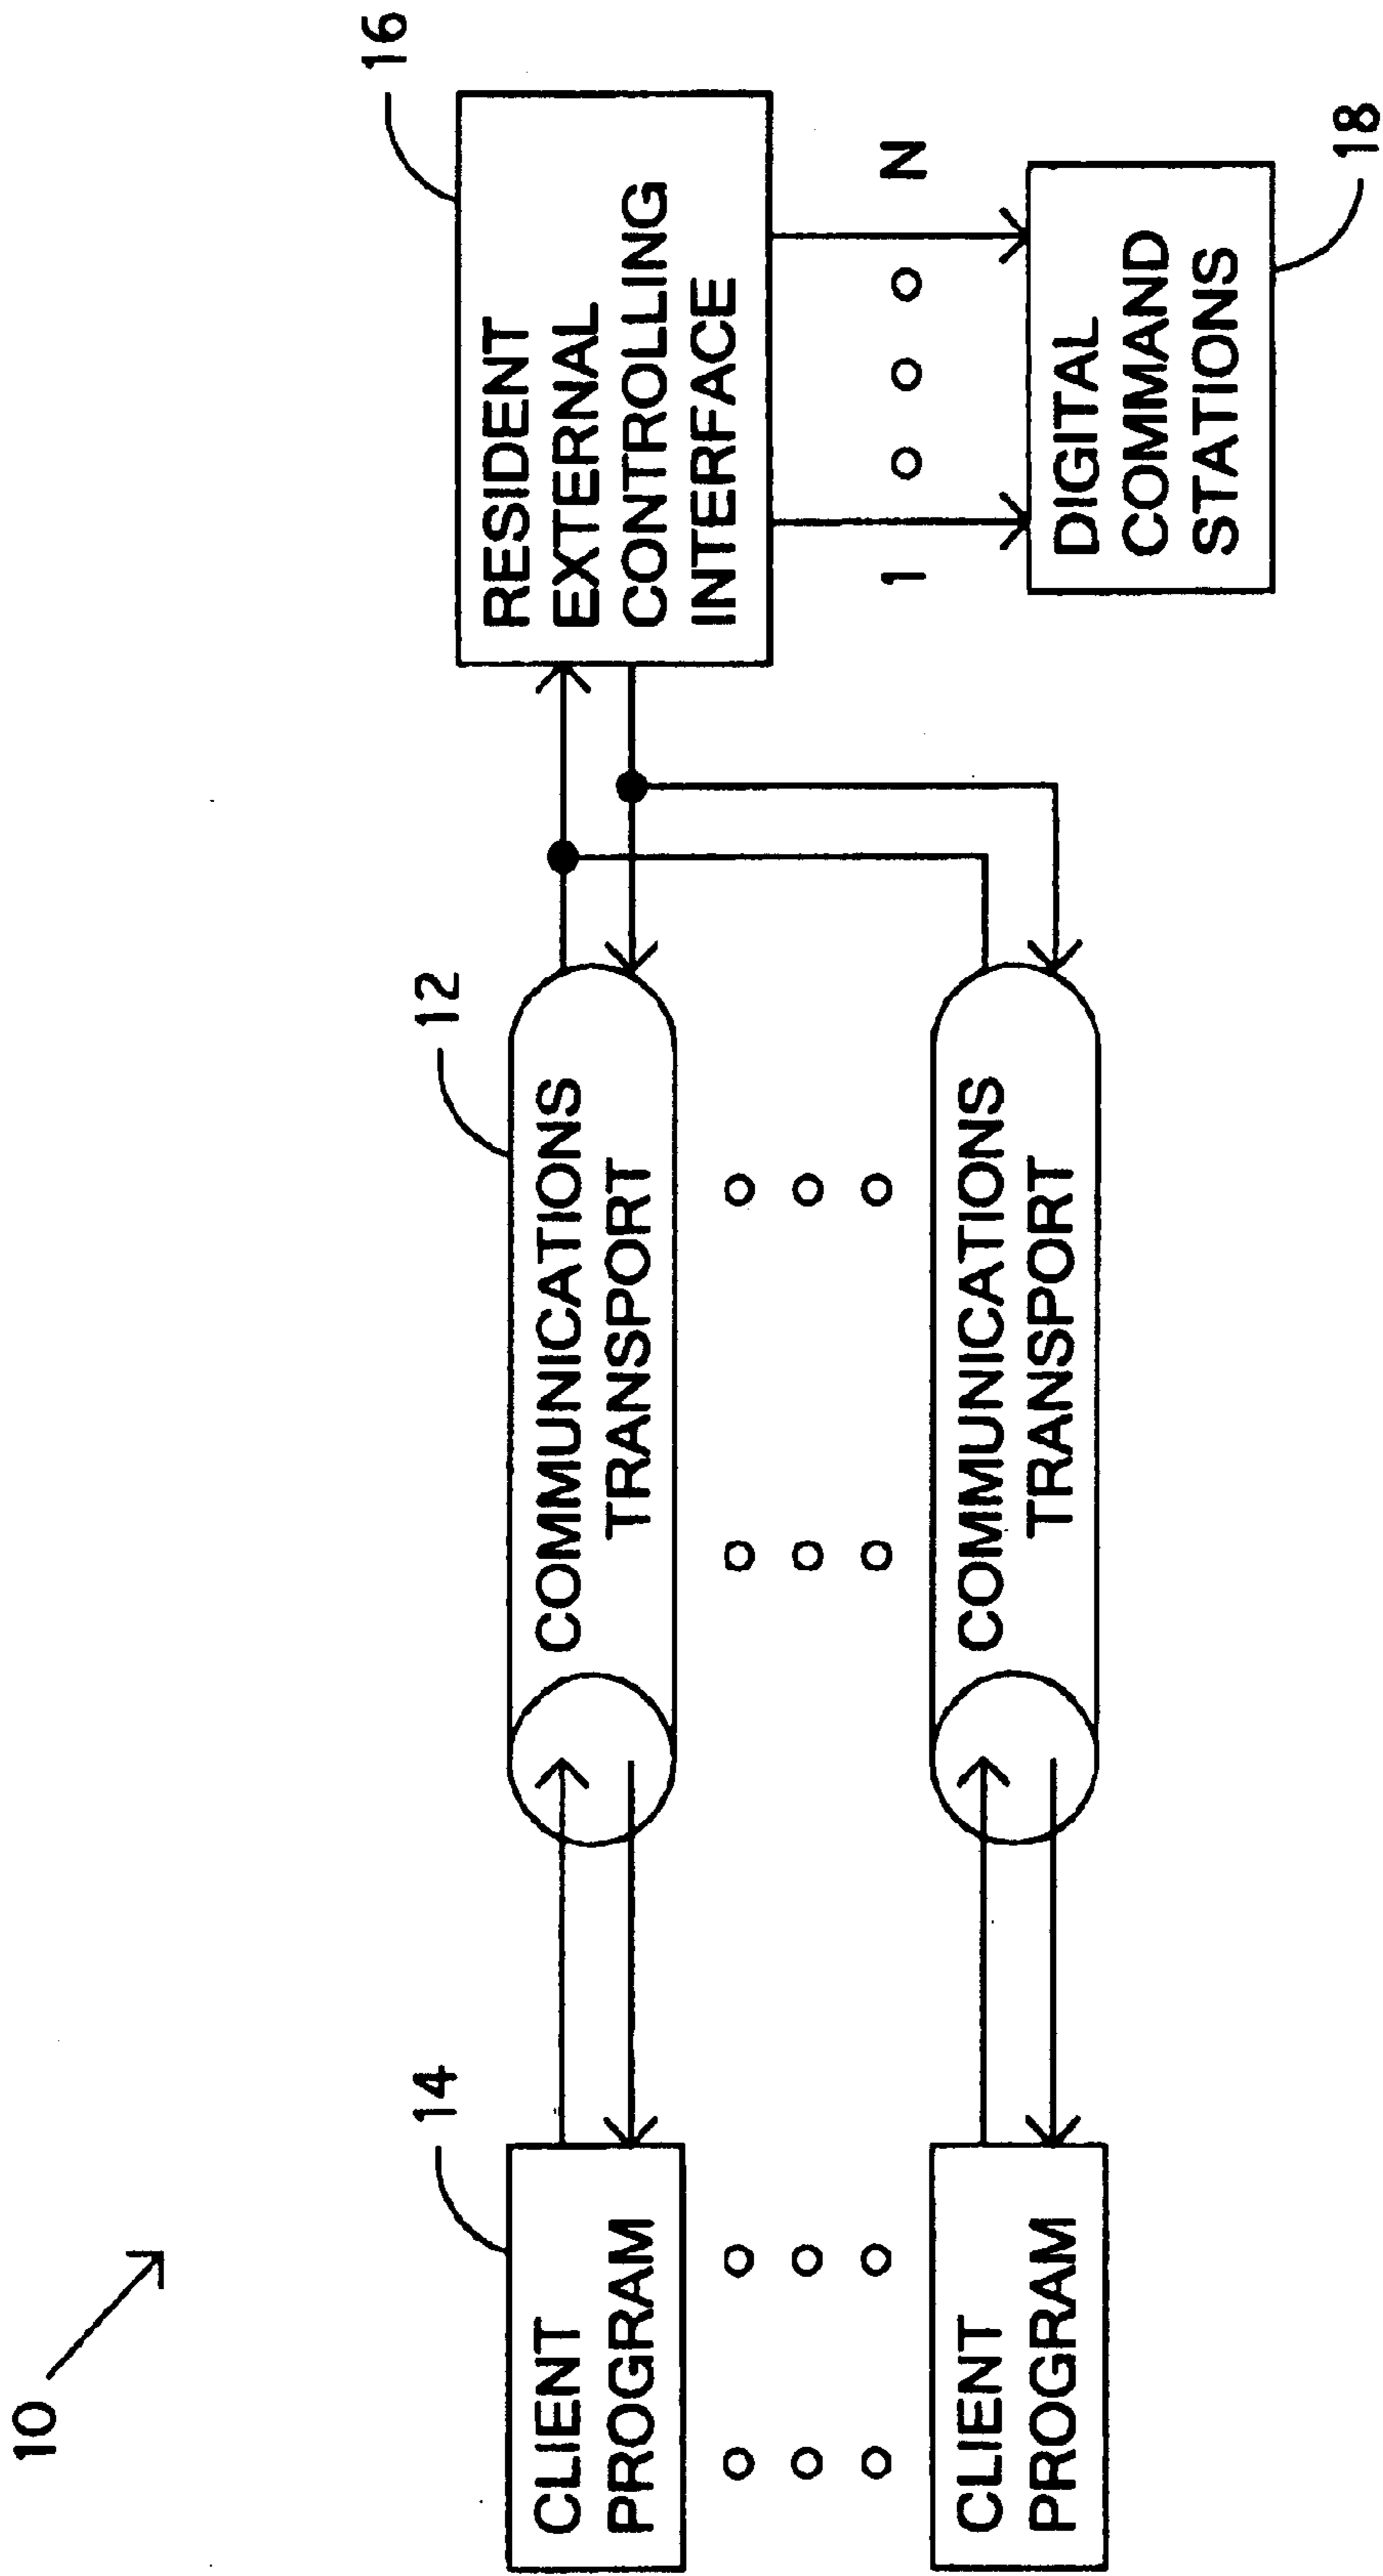 10
14
12
16
CLIENT
PROGRAM
COMMUNICATIONS
TRANSPORT
RESIDENT
EXTERNAL
CONTROLLING
INTERFACE
1
N
CLIENT
PROGRAM
COMMUNICATIONS
TRANSPORT
DIGITAL
COMMAND
STATIONS
18